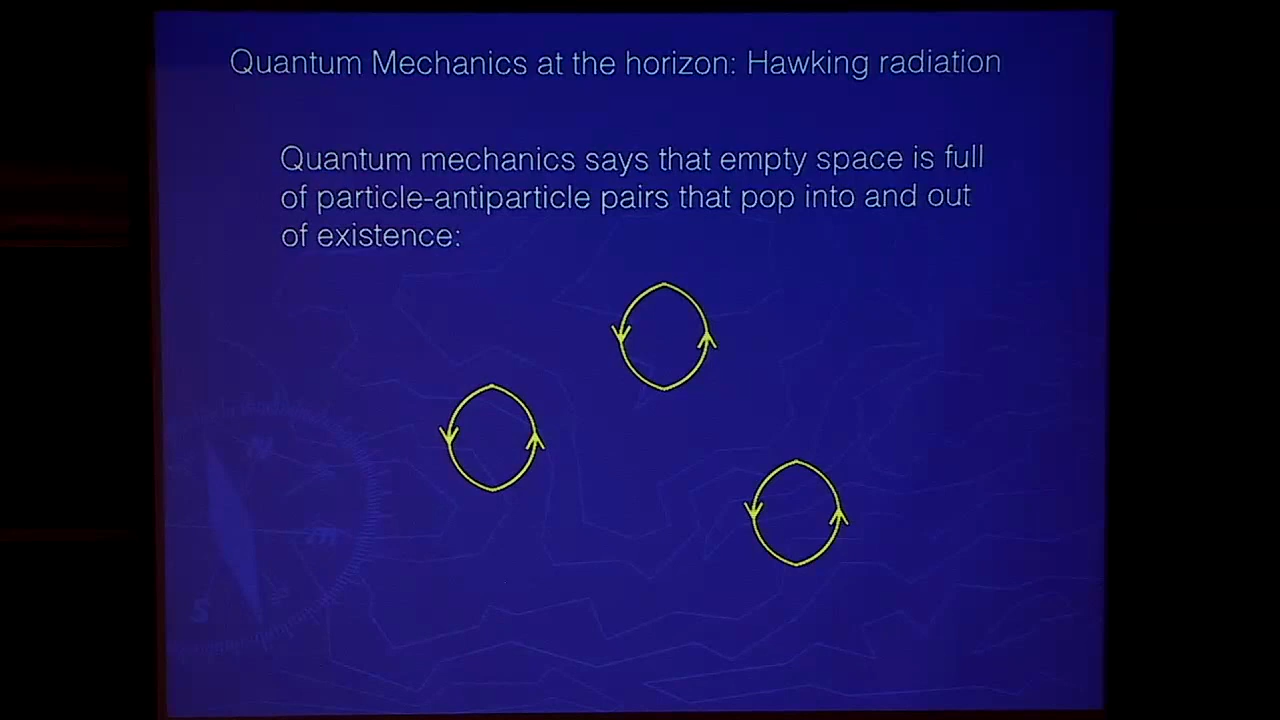 Quantum Mechanics at the horizon: Hawking radiation
Quantum mechanics says that empty space is full
of particle-antiparticle pairs that pop into and out
of existence:
S